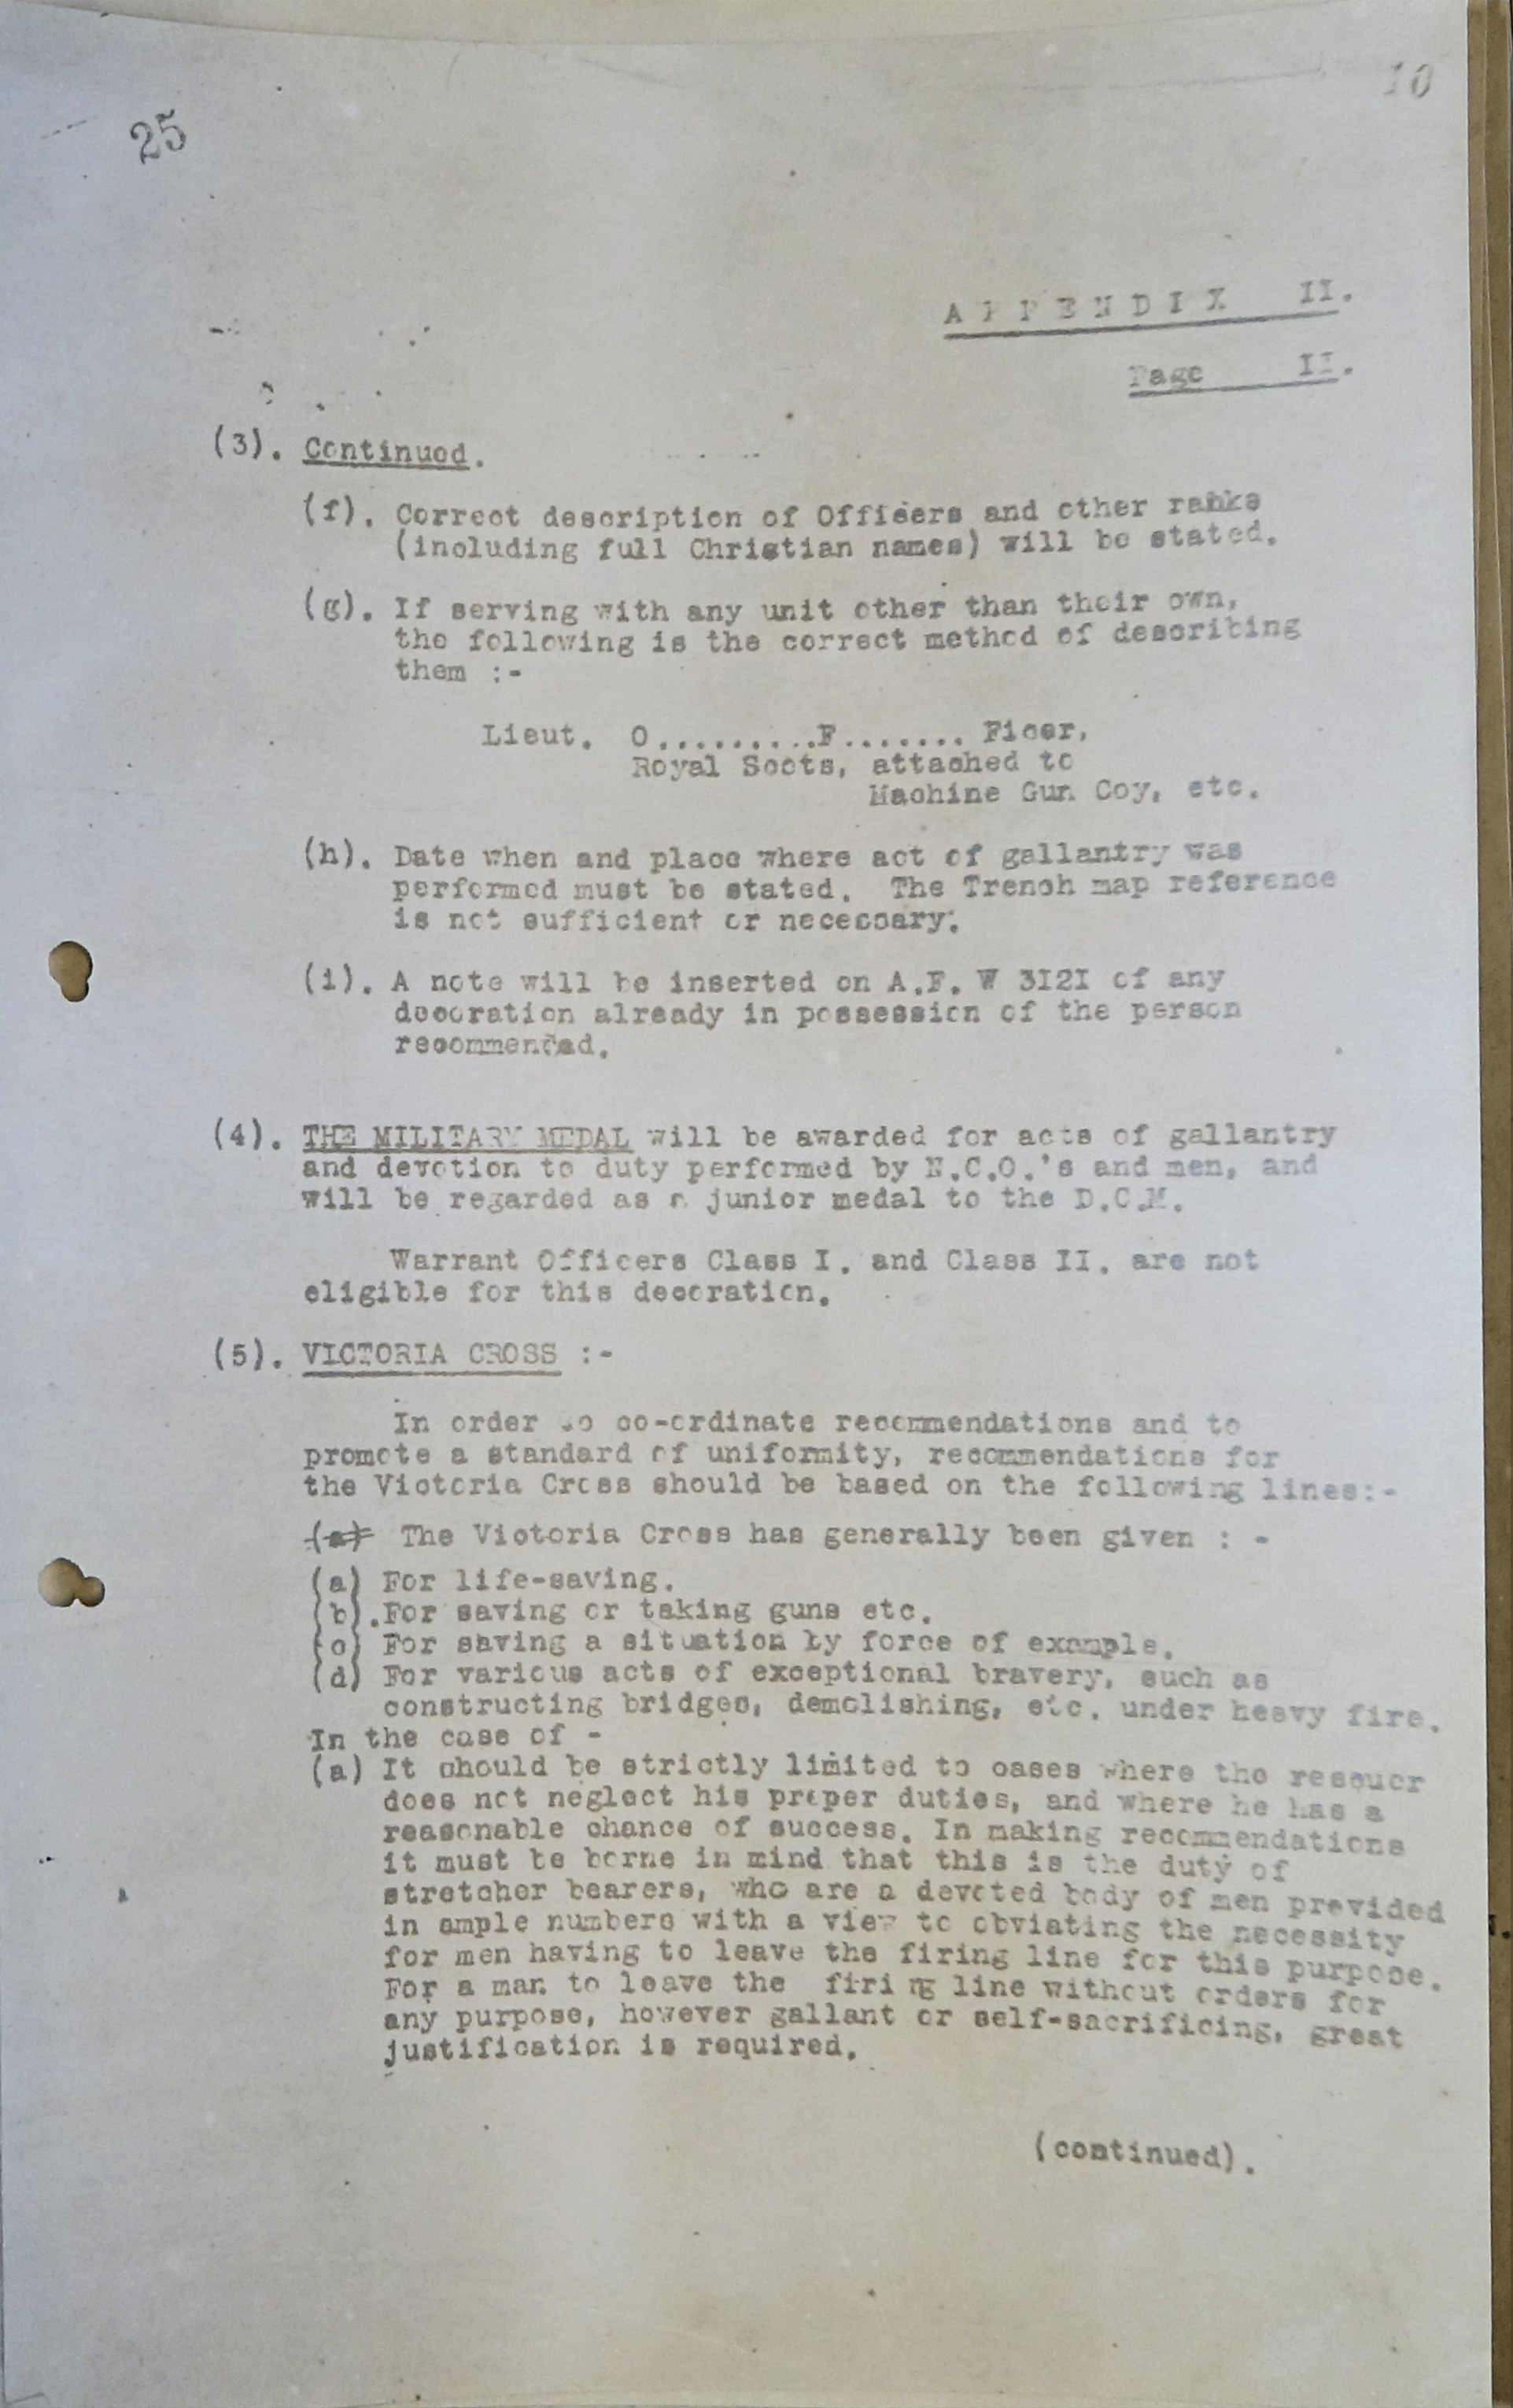 10
25
APPENDIX II.
Page II.
(3). Continued.
(f). Correct description of Officers and other ranks
(including full Christian names) will be stated.
(g). If serving with any unit other than their own,
the following is the correct method of describing
them :-
Lieut. O..........F........ Ficer,
Royal Scots, attached to
Machine Gun Coy, etc.
(h). Date when and place where act of gallantry was
performed must be stated. The Trench map reference
is not sufficient or necessary.
(i). A note will be inserted on A.F. W 3I2I of any
decoration already in possession of the person
recommended.
(4). THE MILITARY MEDAL will be awarded for acts of gallantry
and devotion to duty performed by N.C.O.'s and men, and
will be regarded as a junior medal to the D.C.M.
Warrant Officers Class I. and Class II. are not
eligible for this decoration.
(5). VICTORIA CROSS :-
In order to co-ordinate recommendations and to
promote a standard of uniformity, recommendations for
the Victoria Cross should be based on the following lines:-
(a) The Victoria Cross has generally been given : -
(a) For life-saving.
(b).For saving or taking guns etc.
(c) For saving a situation by force of example.
(d) For various acts of exceptional bravery, such as
constructing bridges, demolishing, etc. under heavy fire.
In the case of -
(a) It should be strictly limited to cases where the rescuer
does not neglect his proper duties, and where he has a
reasonable chance of success. In making recommendations
it must be borne in mind that this is the duty of
stretcher bearers, who are a devoted body of men provided
in ample numbers with a view to obviating the necessity
for men having to leave the firing line for this purpose.
For a man to leave the firing line without orders for
any purpose, however gallant or self-sacrificing, great
justification is required.
(continued).